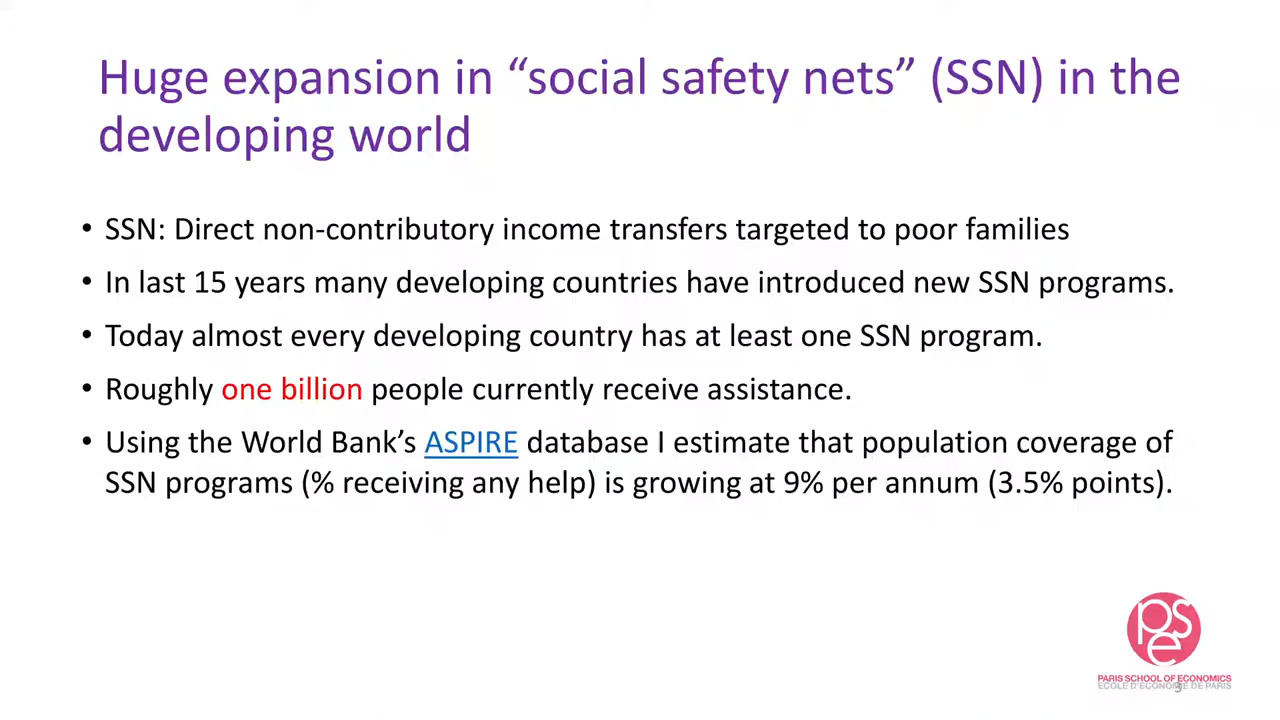 Huge expansion in “social safety nets” (SSN) in the
developing world
• SSN: Direct non-contributory income transfers targeted to poor families
• In last 15 years many developing countries have introduced new SSN programs.
• Today almost every developing country has at least one SSN program.
• Roughly one billion people currently receive assistance.
• Using the World Bank’s ASPIRE database I estimate that population coverage of
SSN programs (% receiving any help) is growing at 9% per annum (3.5% points).
pse
PARIS SCHOOL OF ECONOMICS
ECOLE D'ECONOMIE DE PARIS
3